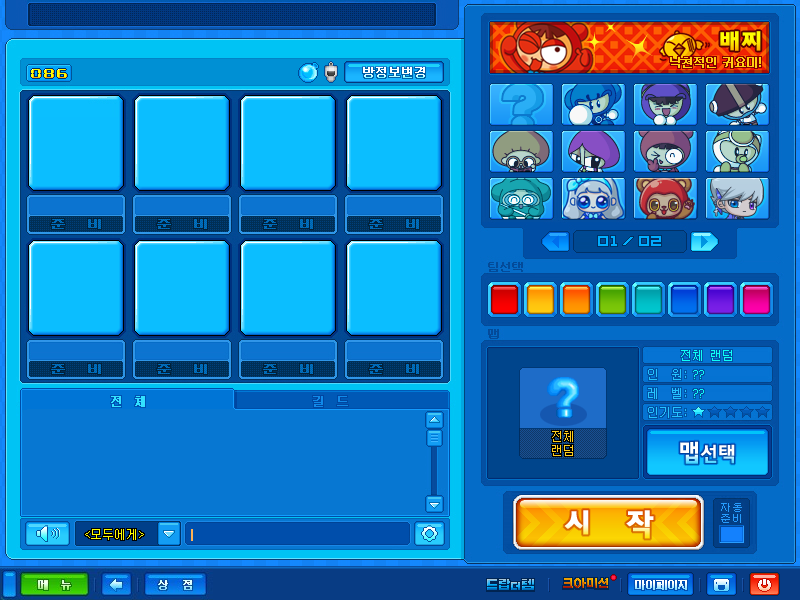 086
방정보변경
준 비
준 비
준 비
준 비
준 비
준 비
준 비
준 비
전 체
길 드
<모두에게>
배찌
낙천적인 귀요미!
01 / 02
팀선택
맵
전체 랜덤
인 원: ??
레 벨: ??
인기도:
전체
랜덤
맵선택
시 작
자동
준비
메 뉴
상 점
드랍더템
크아미션
마이페이지